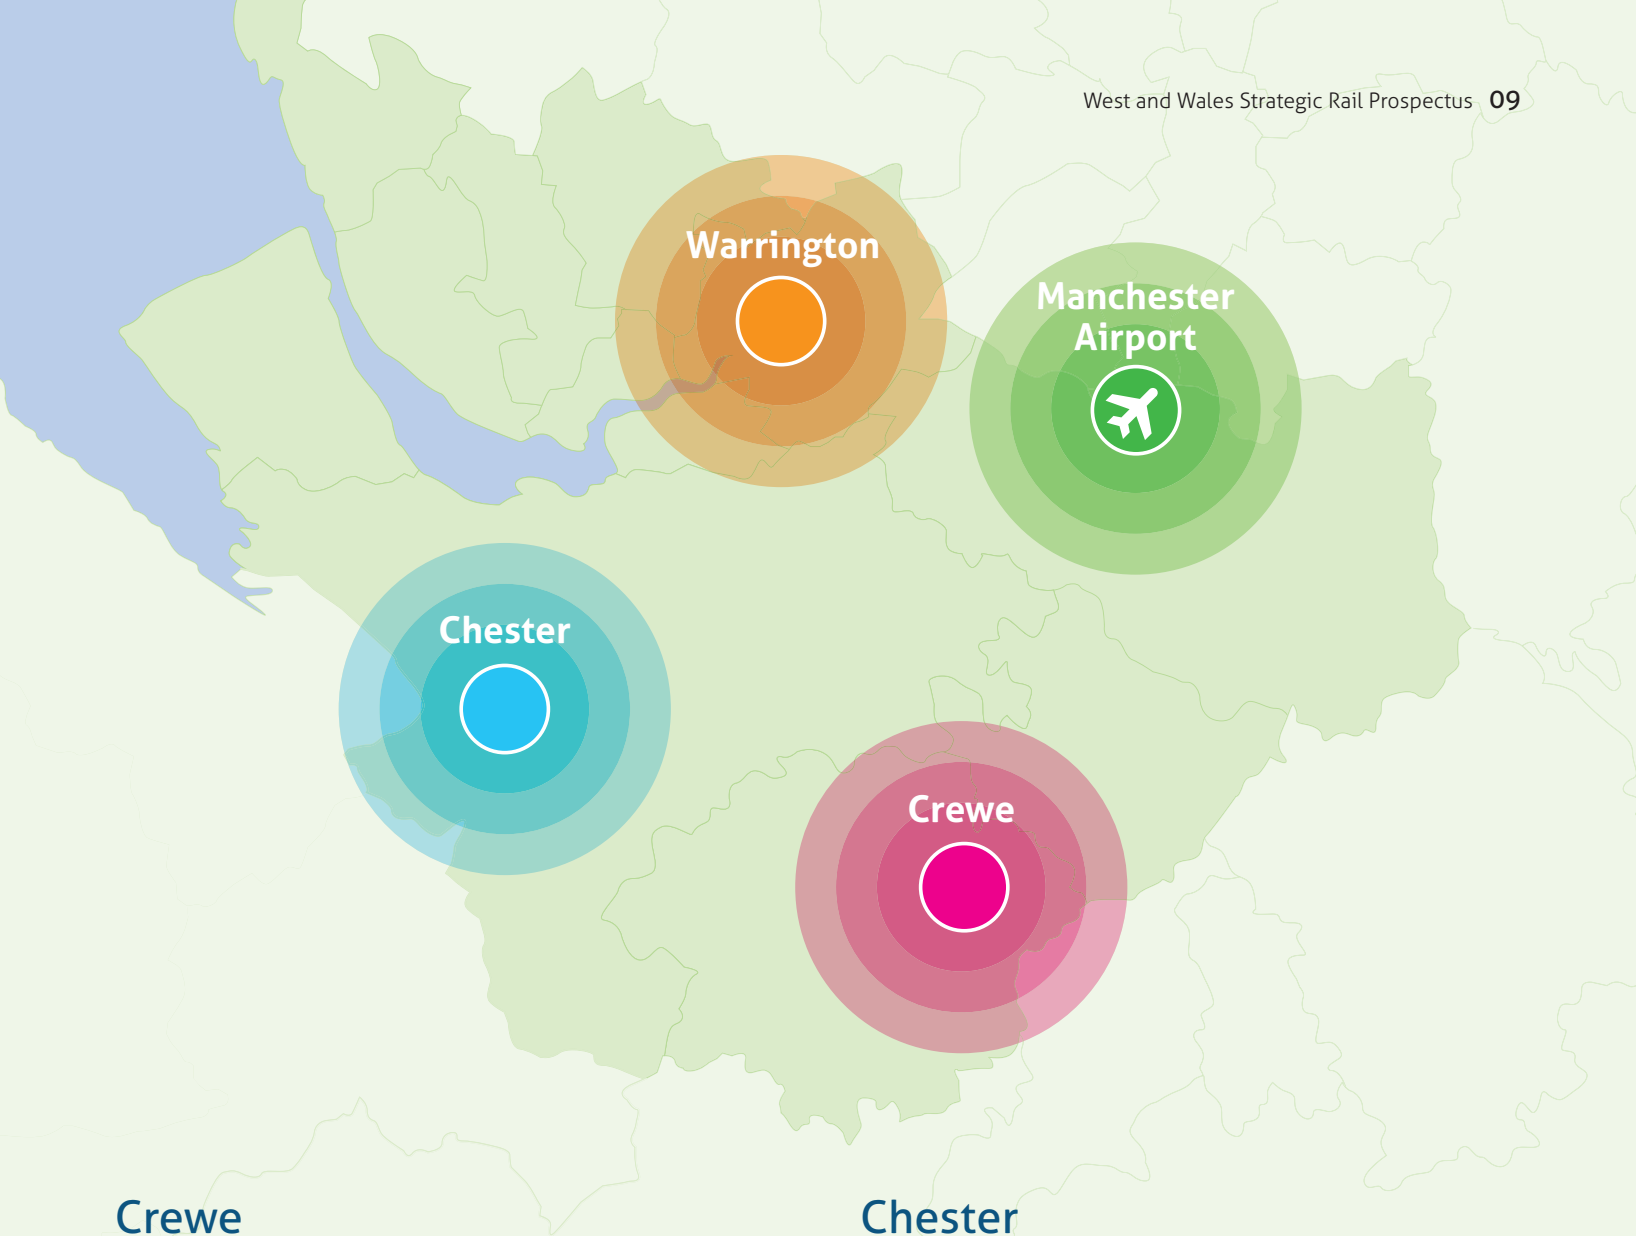 West and Wales Strategic Rail Prospectus 09
Warrington
Manchester
Airport
Chester
Crewe
Crewe
Chester